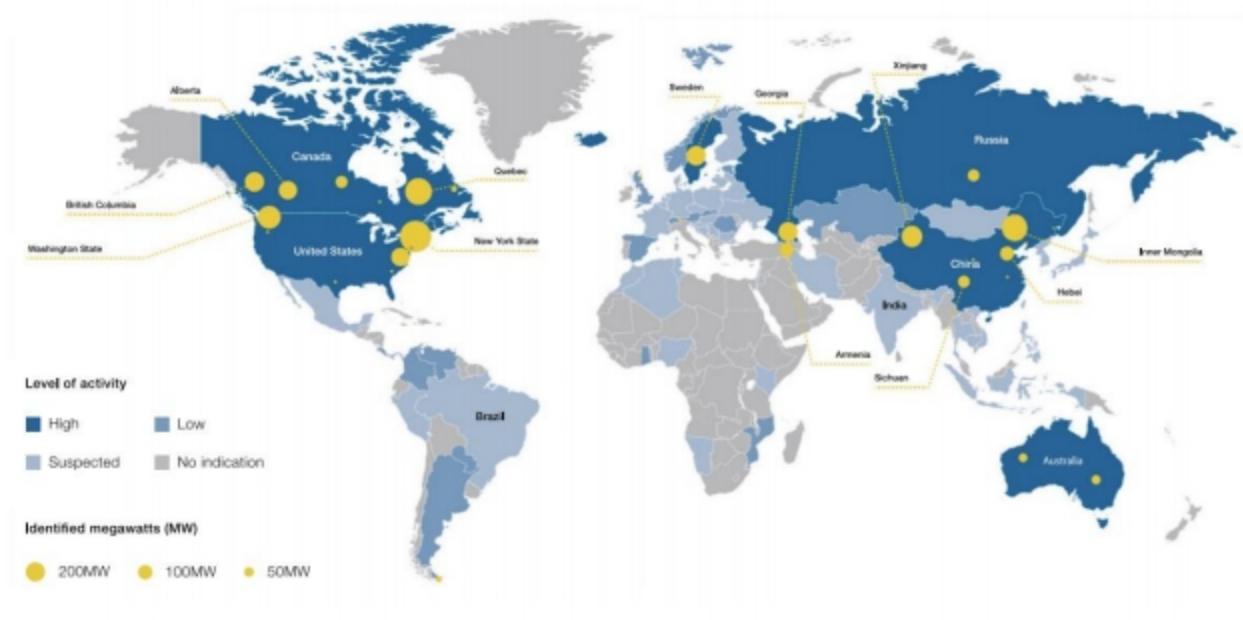 Xinjiang
Sweden
Georgia
Alberta
Russia
Canada
Quebec
British Columbia
New York State
Washington State
United States
Inner Mongolia
China
Hebei
India
Armenia
Sichuan
Level of activity
High
Low
Brazil
Suspected
No indication
Australia
Identified megawatts (MW)
200MW
100MW
50MW